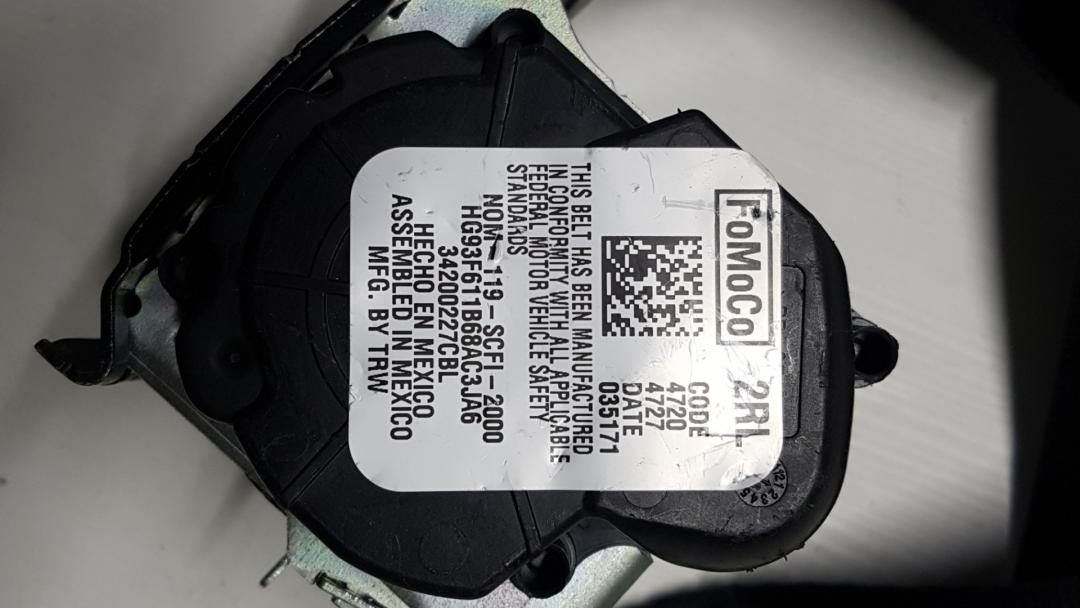 FoMoCo 2RL
CODE
4720
4727
DATE
035171
THIS BELT HAS BEEN MANUFACTURED
IN CONFORMITY WITH ALL APPLICABLE
FEDERAL MOTOR VEHICLE SAFETY
STANDARDS
NOM-119-SCFI-2000
HG93F611B68AC3JA6
34200227CBL
HECHO EN MEXICO
ASSEMBLED IN MEXICO
MFG. BY TRW